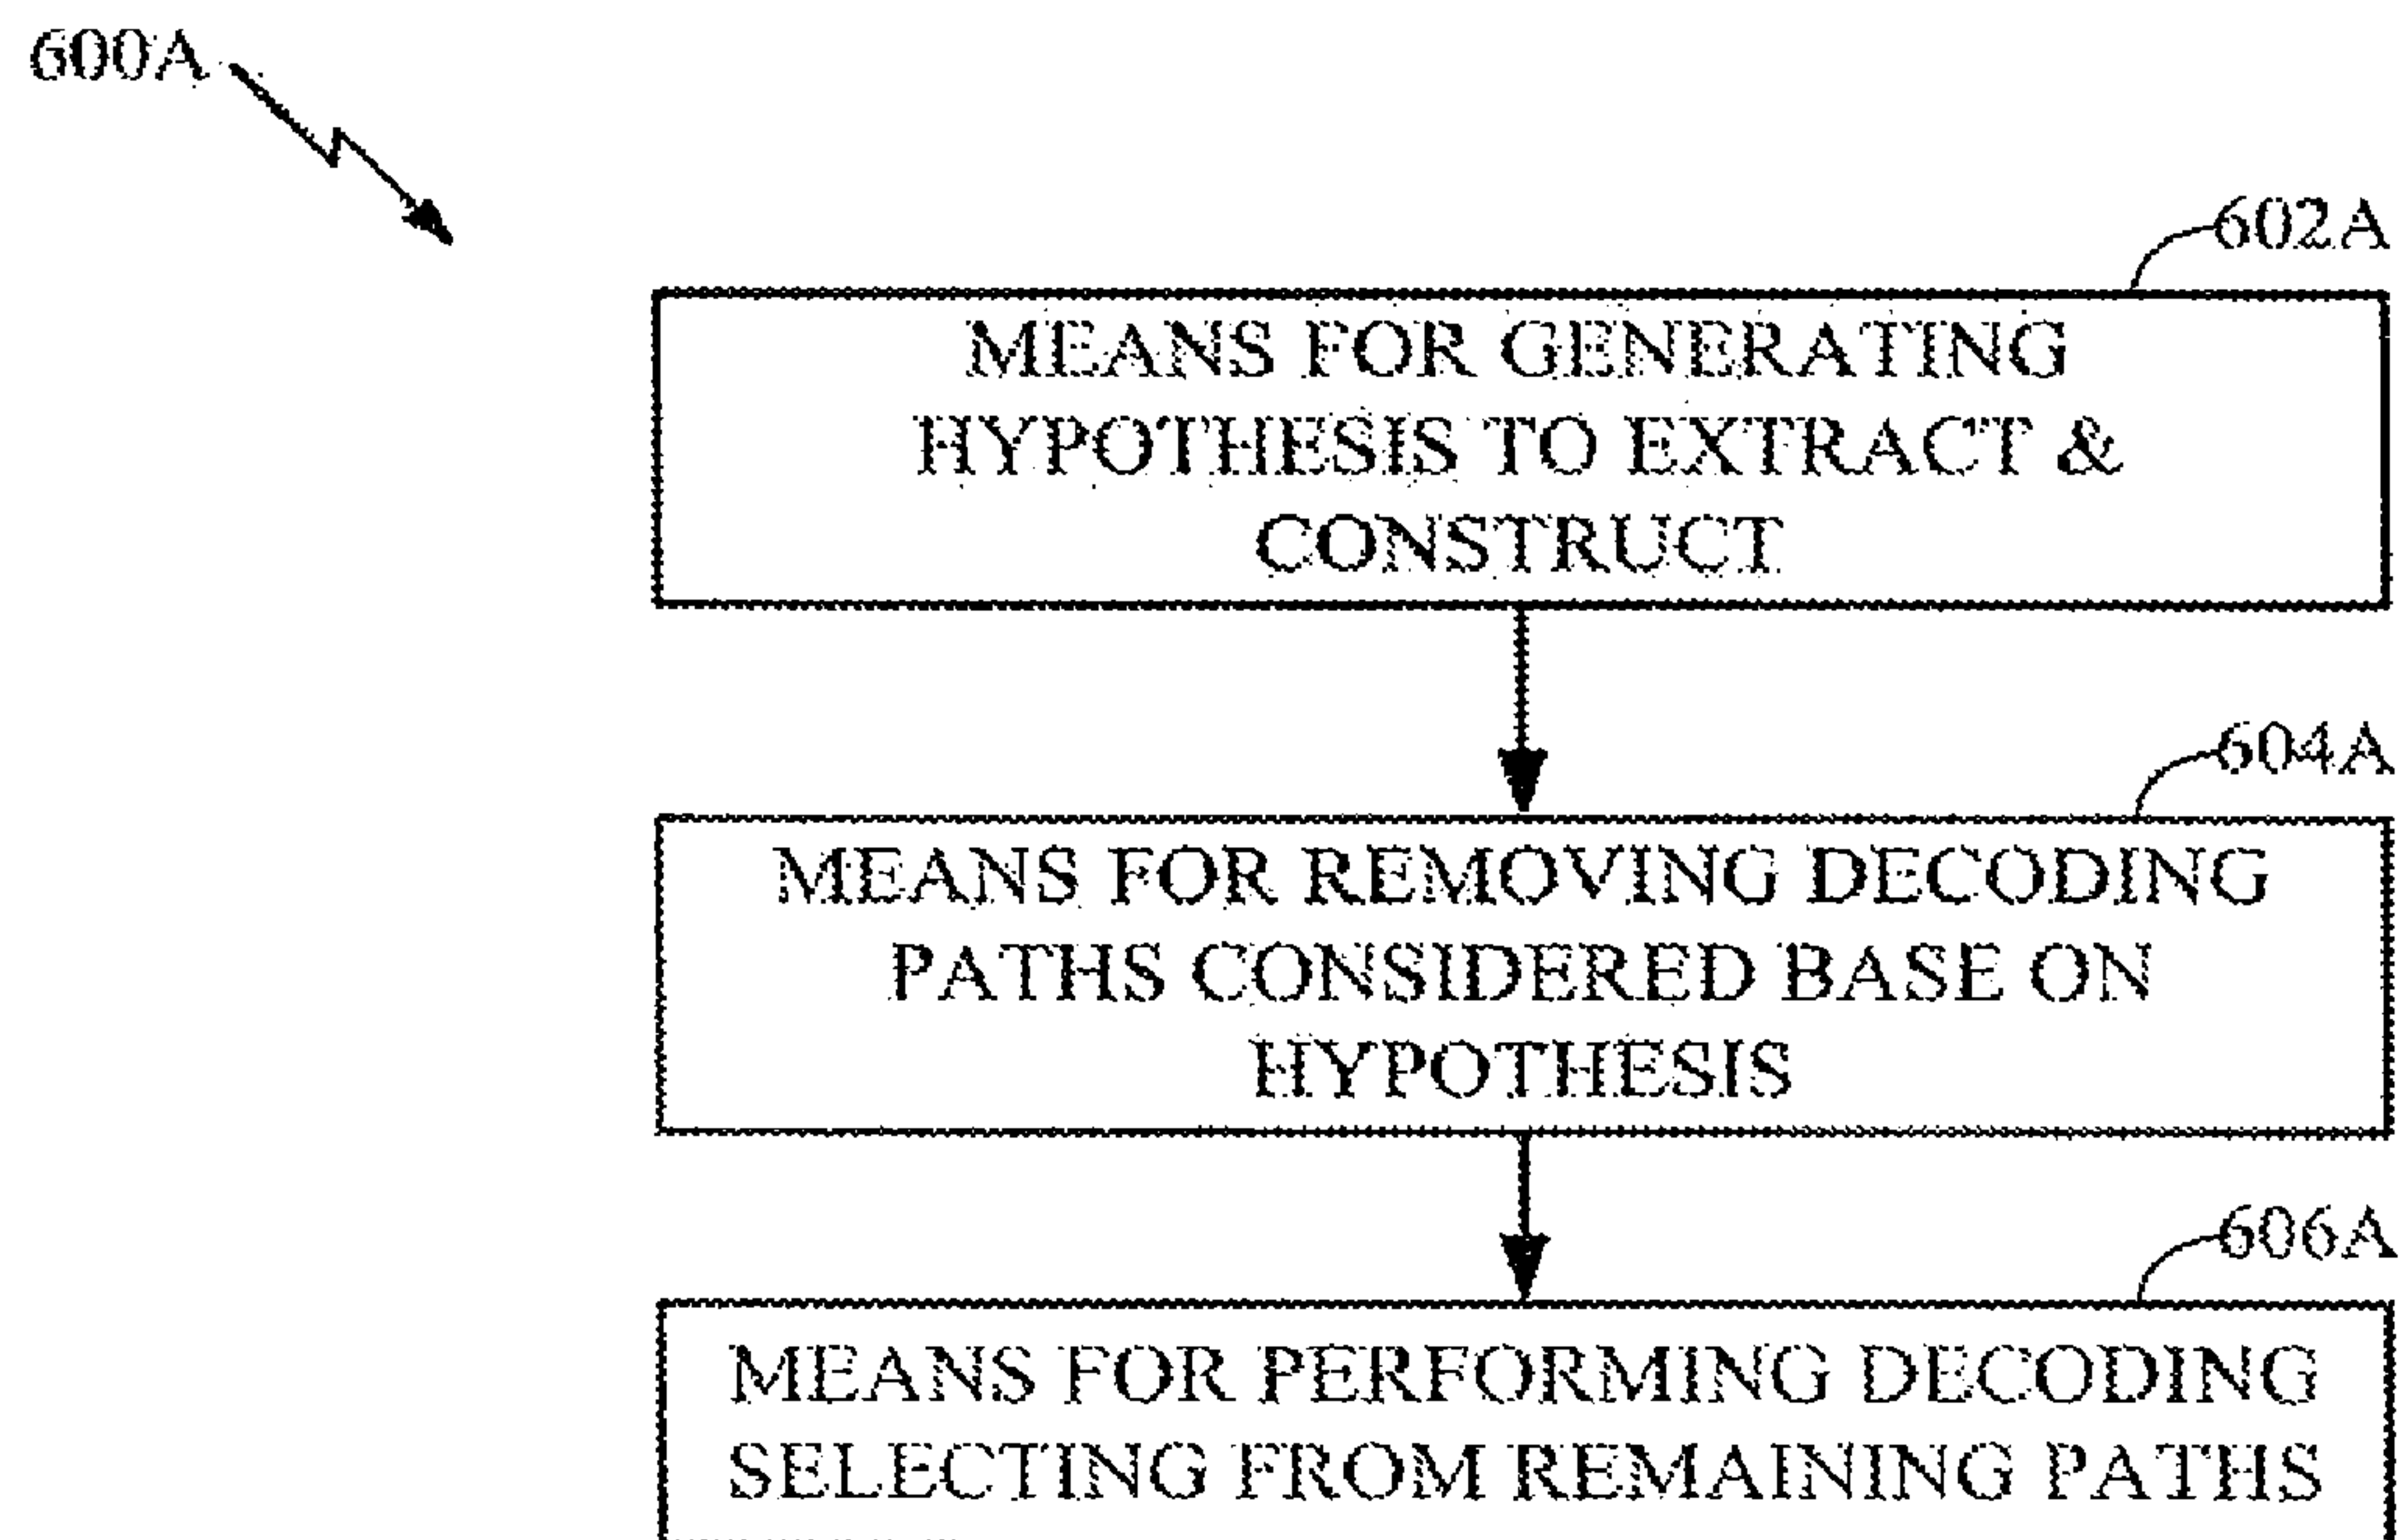 600A
602A
MEANS FOR GENERATING
HYPOTHESIS TO EXTRACT &
CONSTRUCT
604A
MEANS FOR REMOVING DECODING
PATHS CONSIDERED BASE ON
HYPOTHESIS
606A
MEANS FOR PERFORMING DECODING
SELECTING FROM REMAINING PATHS